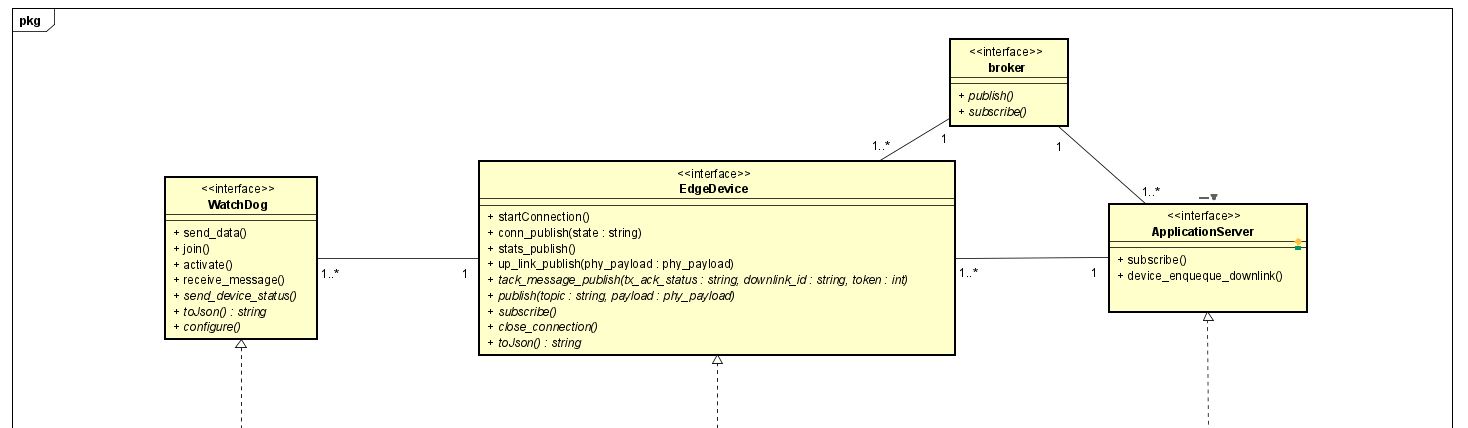 pkg
<<interface>>
broker
+ publish()
+ subscribe()
1..*
1
1
1..*
<<interface>>
WatchDog
+ send_data()
+ join()
+ activate()
+ receive_message()
+ send_device_status()
+ toJson() : string
+ configure()
1..*
1
<<interface>>
EdgeDevice
+ startConnection()
+ conn_publish(state : string)
+ stats_publish()
+ up_link_publish(phy_payload : phy_payload)
+ tack_message_publish(tx_ack_status : string, downlink_id : string, token : int)
+ publish(topic : string, payload : phy_payload)
+ subscribe()
+ close_connection()
+ toJson() : string
1..*
1
<<interface>>
ApplicationServer
+ subscribe()
+ device_enqueque_downlink()